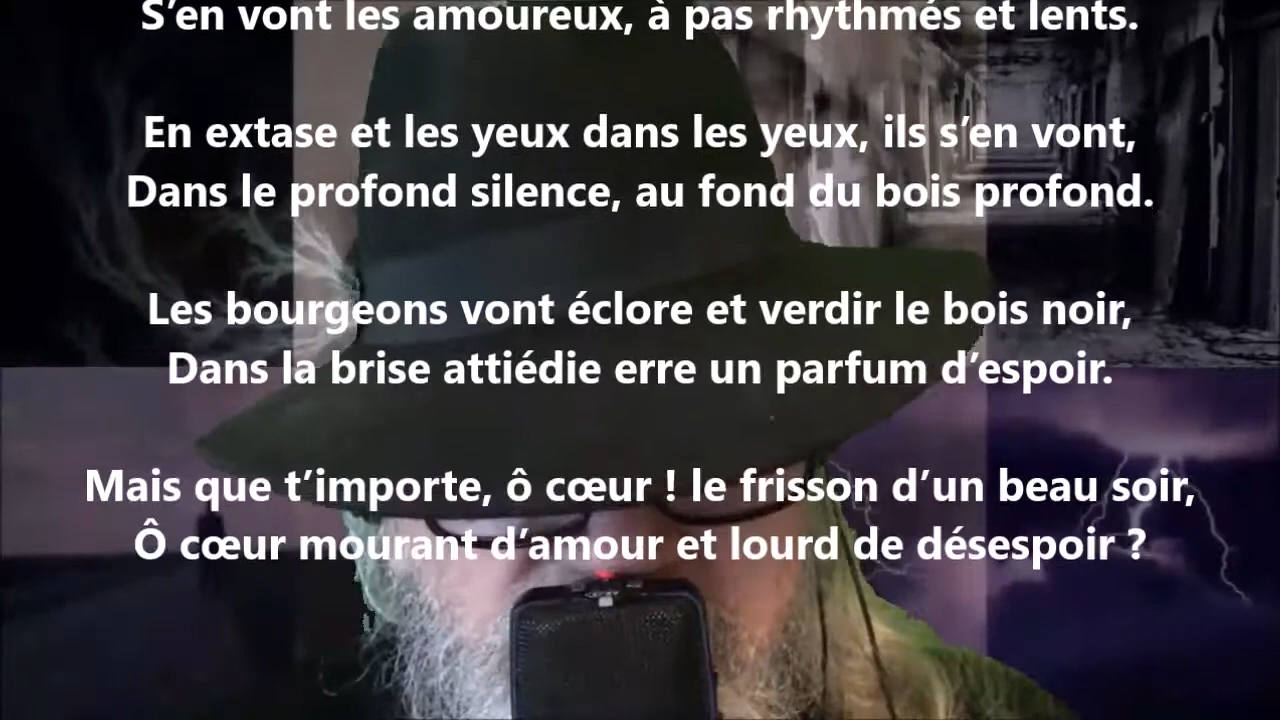 S’en vont les amoureux, à pas rhythmés et lents.
En extase et les yeux dans les yeux, ils s’en vont,
Dans le profond silence, au fond du bois profond.
Les bourgeons vont éclore et verdir le bois noir,
Dans la brise attiédie erre un parfum d’espoir.
Mais que t’importe, ô cœur ! le frisson d’un beau soir,
Ô cœur mourant d’amour et lourd de désespoir ?